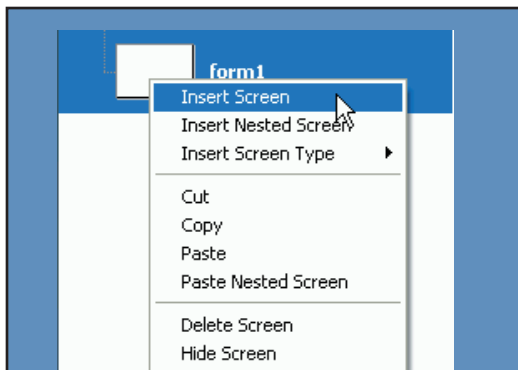 form1
Insert Screen
Insert Nested Screen
Insert Screen Type
Cut
Copy
Paste
Paste Nested Screen
Delete Screen
Hide Screen